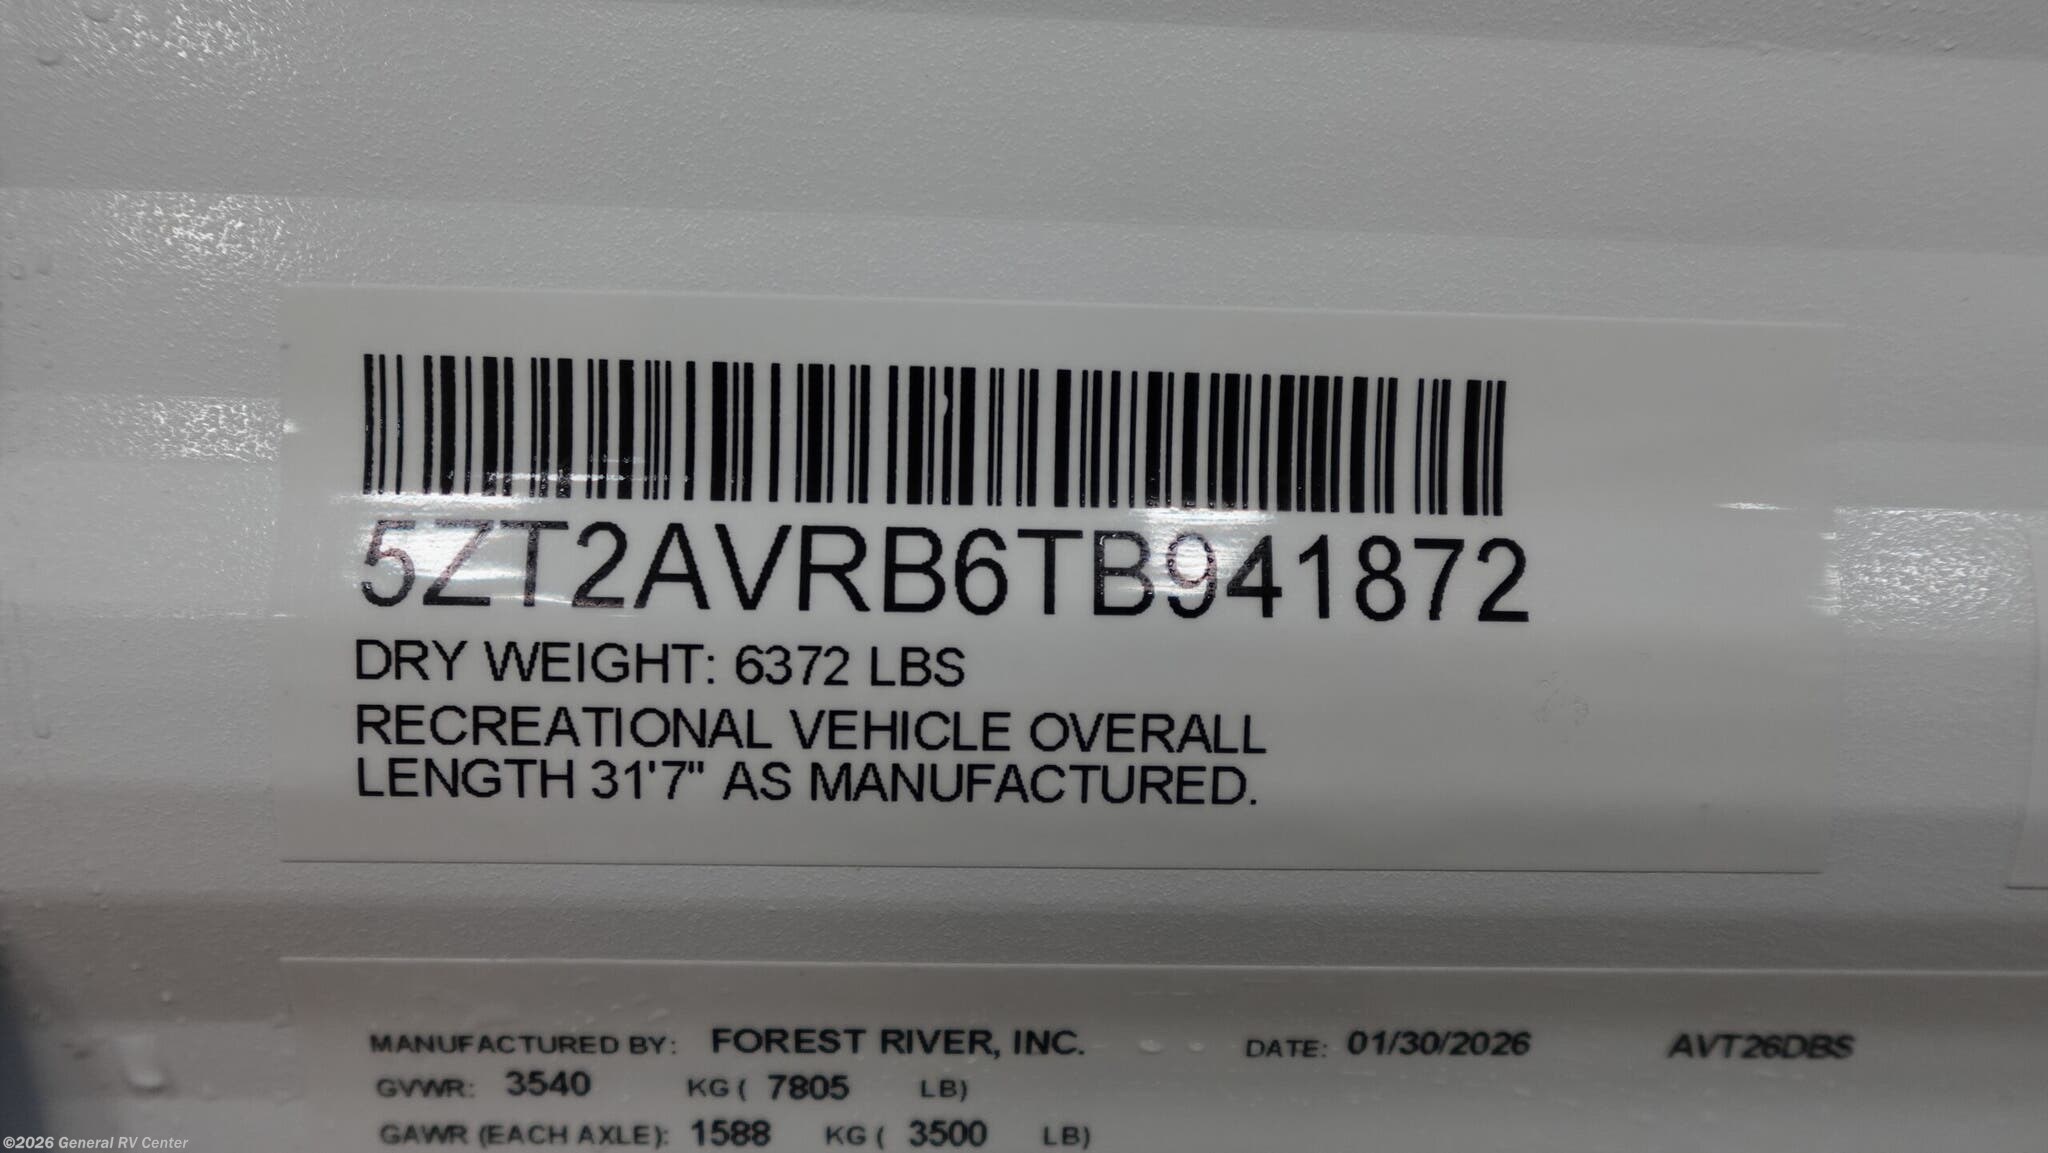 5ZT2AVRB6TB941872
DRY WEIGHT: 6372 LBS
RECREATIONAL VEHICLE OVERALL
LENGTH 31'7" AS MANUFACTURED.
MANUFACTURED BY: FOREST RIVER, INC. DATE: 01/30/2026 AVT26DBS
GVWR: 3540 KG ( 7805 LB)
GAWR (EACH AXLE): 1588 KG ( 3500 LB)
©2026 General RV Center